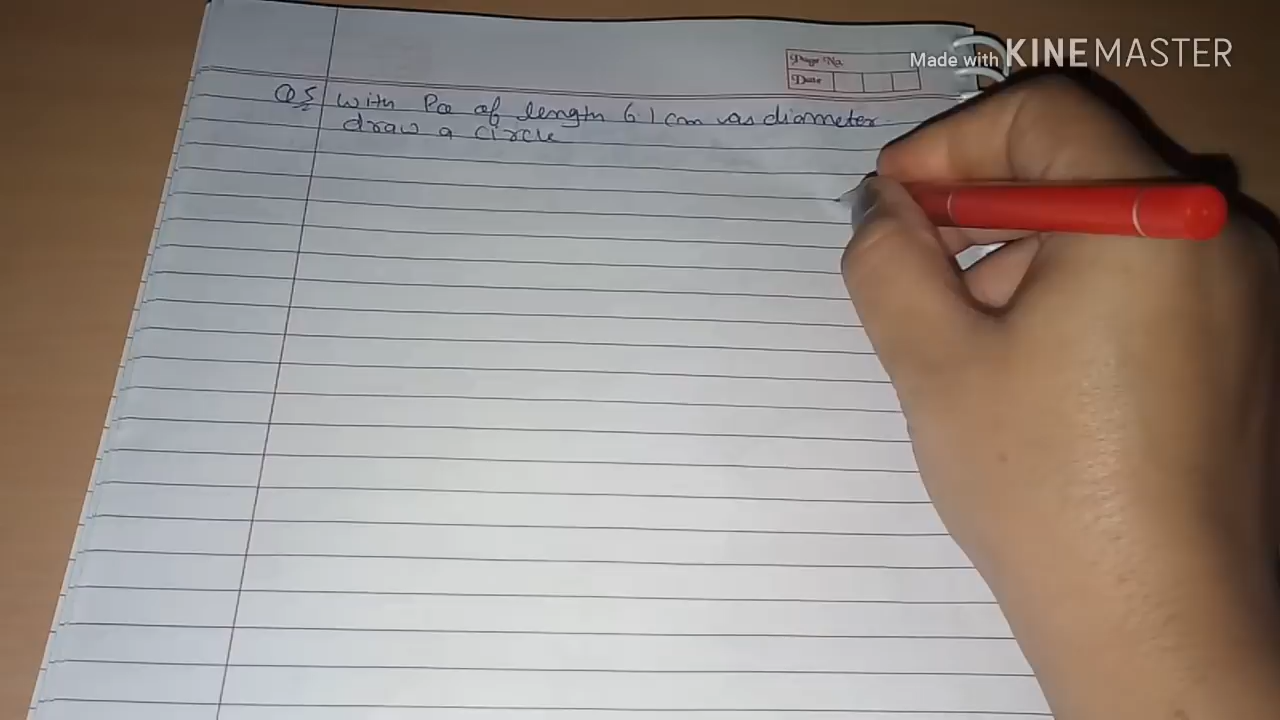 Made with KINEMASTER
Page No.
Date
Q5 With PQ of length 6.1 cm as diameter.
draw a circle